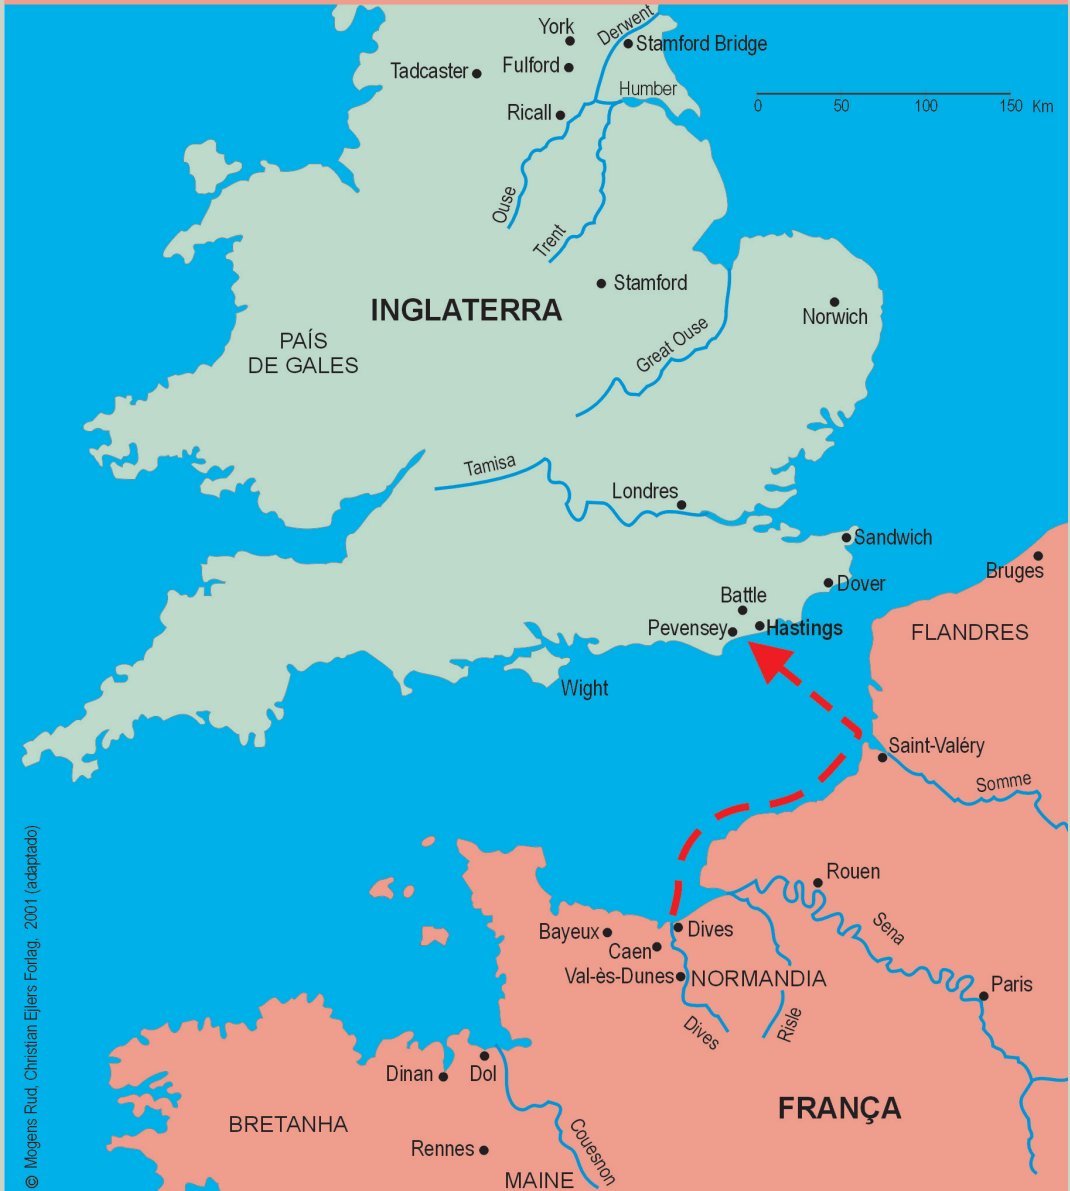 York
Derwent
Stamford Bridge
Tadcaster
Fulford
Humber
Ricall
0 50 100 150 Km
Ouse
Trent
Stamford
INGLATERRA
Norwich
PAÍS
DE GALES
Great Ouse
Tamisa
Londres
Sandwich
Bruges
Dover
Battle
Pevensey
Hastings
FLANDRES
Wight
Saint-Valéry
Somme
Rouen
Sena
Bayeux
Dives
Caen
Val-ès-Dunes
NORMANDIA
Paris
Dives
Risle
Dinan
Dol
FRANÇA
BRETANHA
Couesnon
Rennes
MAINE
© Mogens Rud, Christian Ejlers Forlag, 2001 (adaptado)